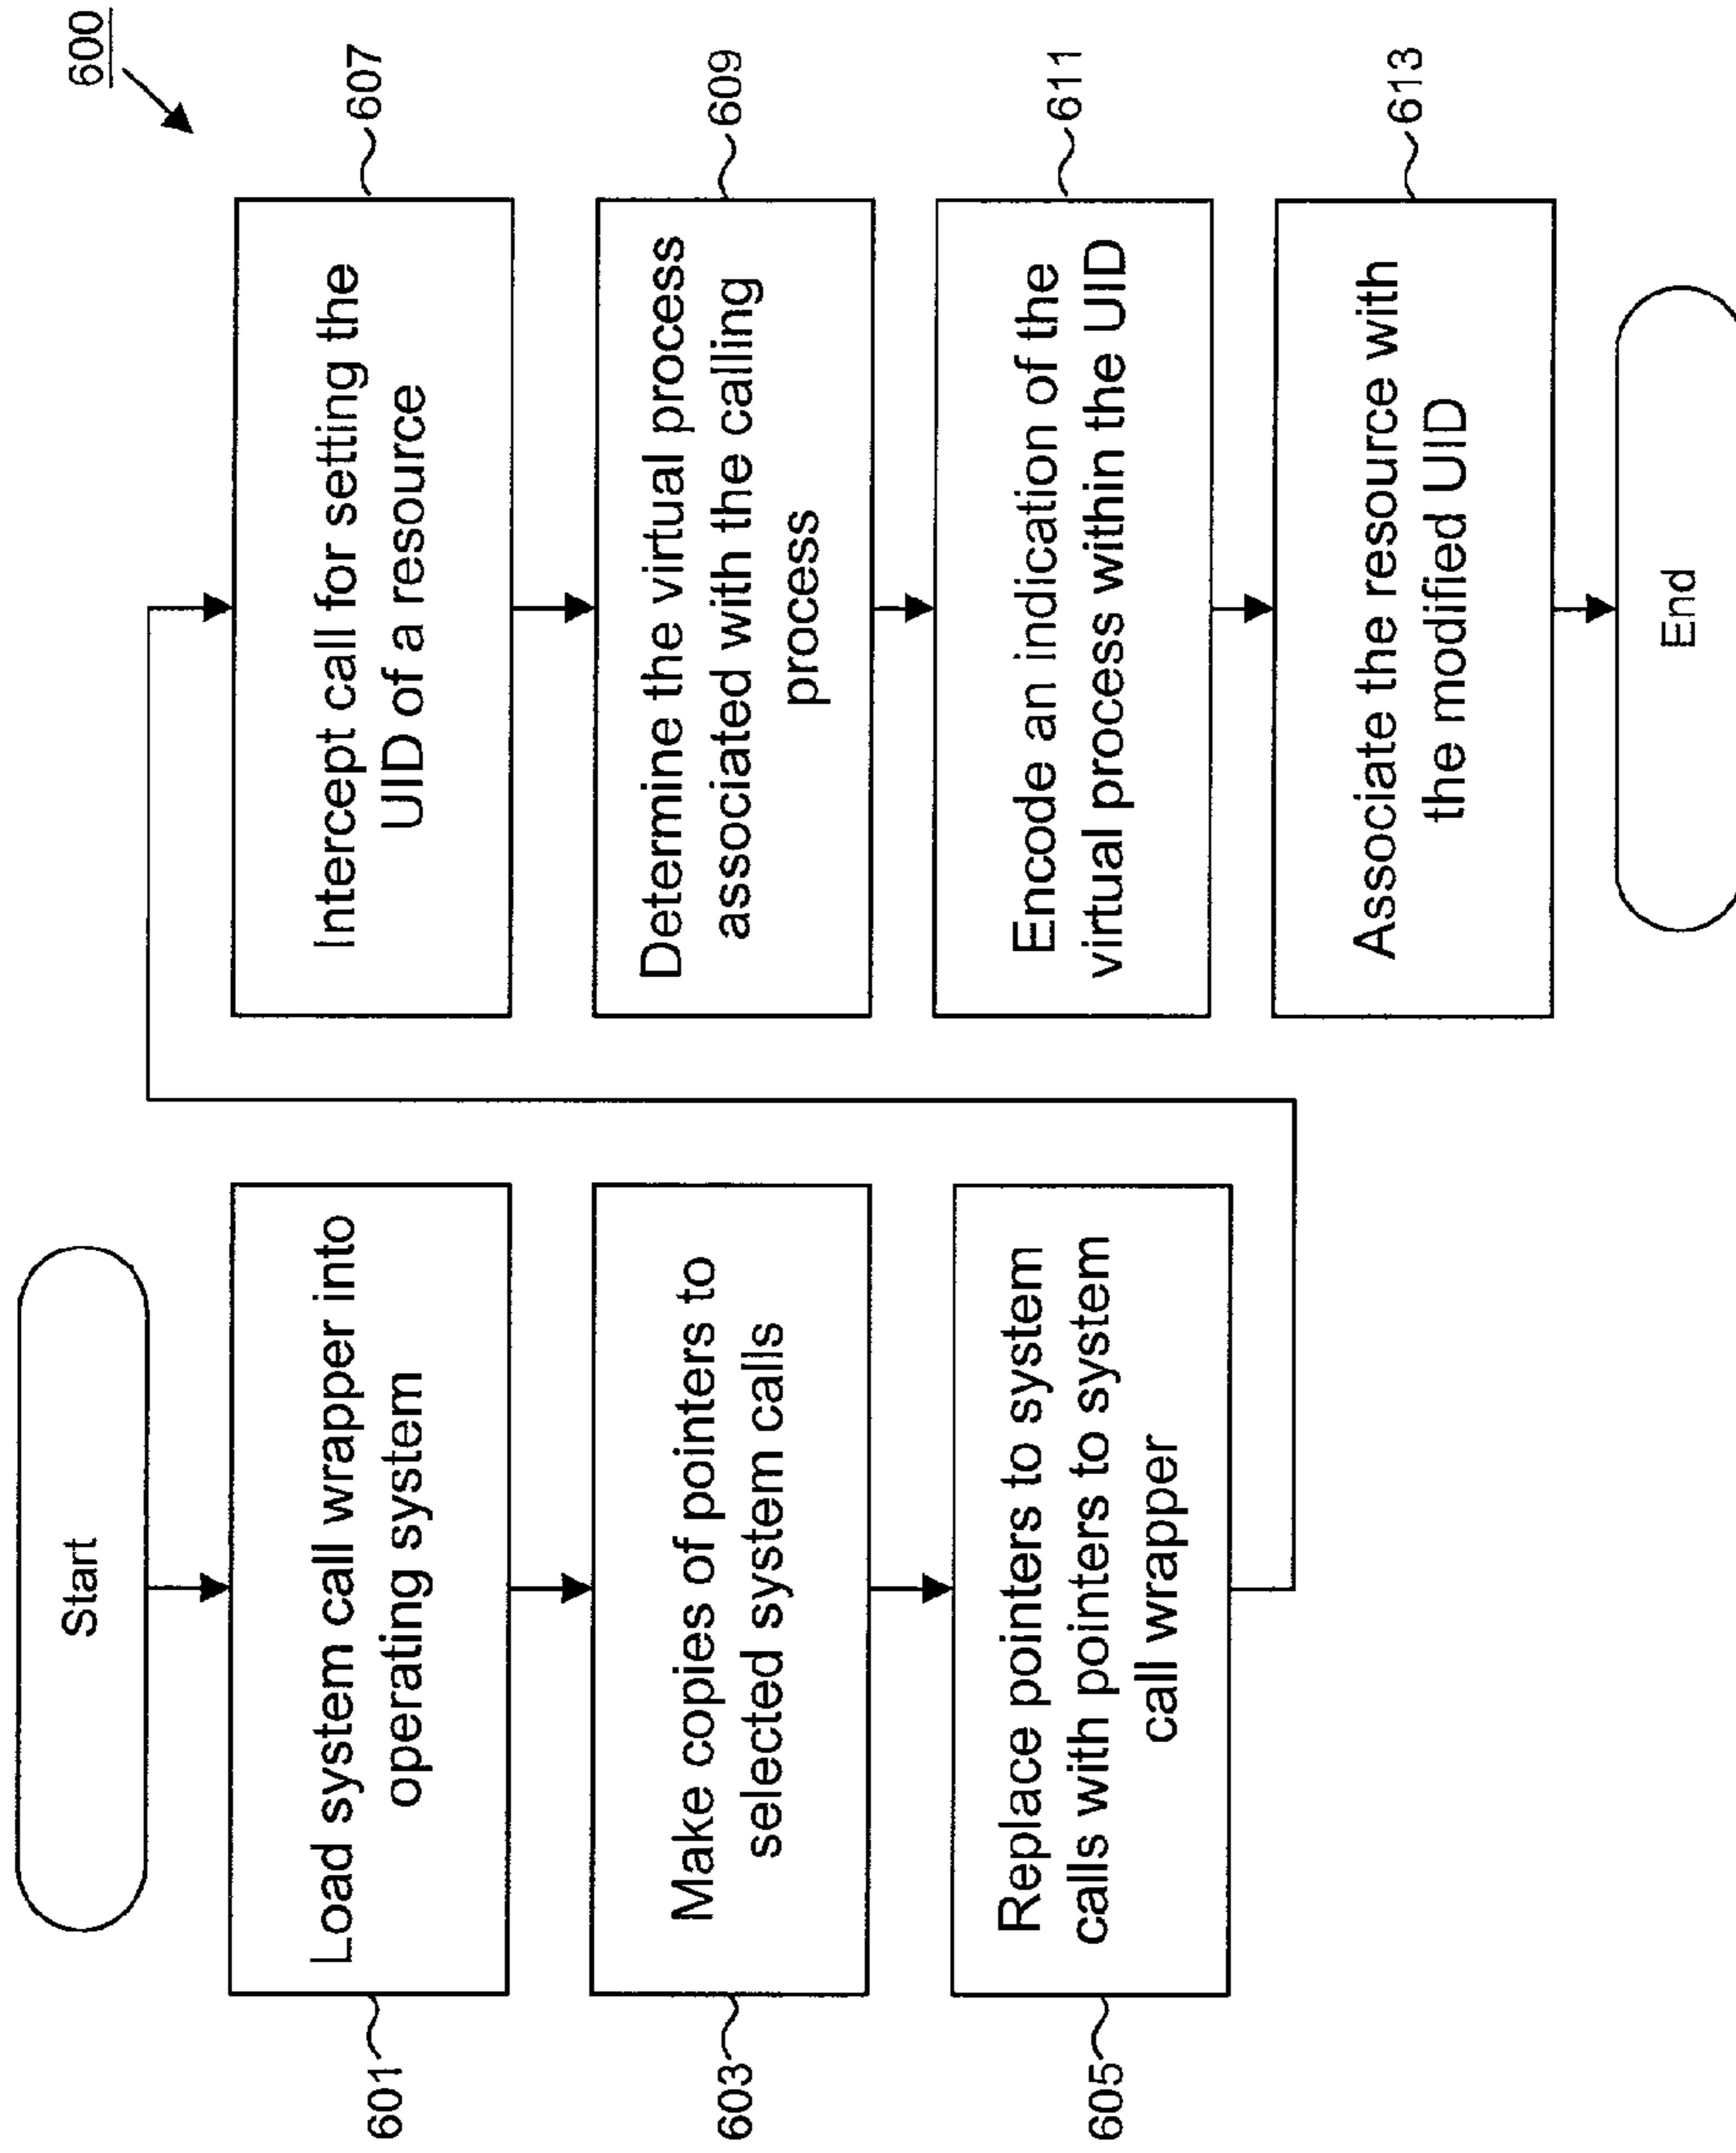 600
Start
Load system call wrapper into
operating system
601
Make copies of pointers to
selected system calls
603
Replace pointers to system
calls with pointers to system
call wrapper
605
Intercept call for setting the
UID of a resource
607
Determine the virtual process
associated with the calling
process
609
Encode an indication of the
virtual process within the UID
611
Associate the resource with
the modified UID
613
End